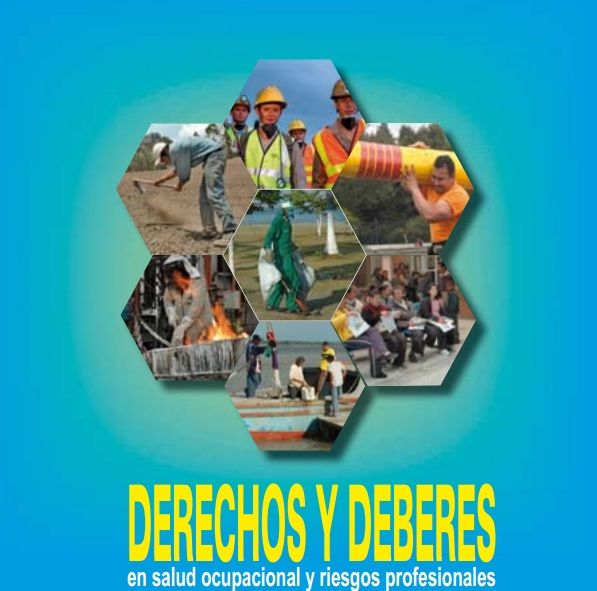 DERECHOS Y DEBERES
en salud ocupacional y riesgos profesionales